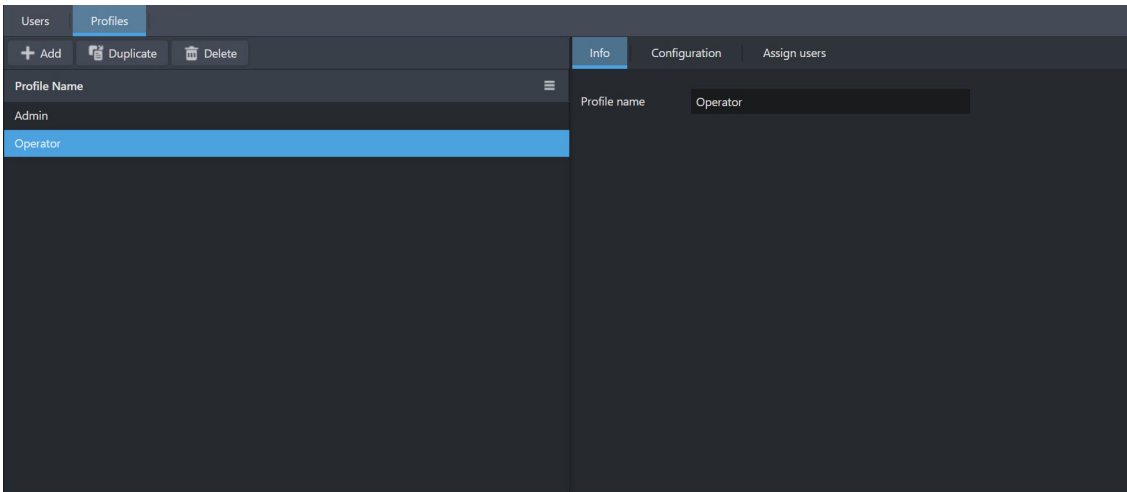 Users Profiles
Add Duplicate Delete
Profile Name
Admin
Operator
Info Configuration Assign users
Profile name Operator